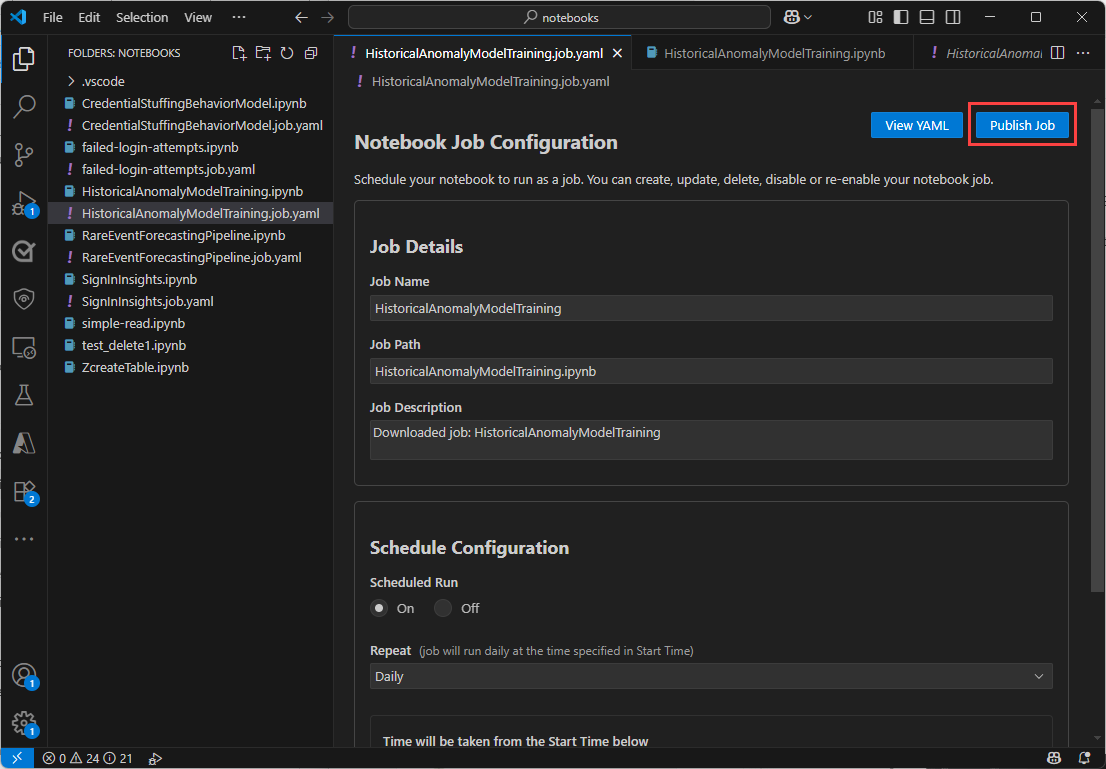 File Edit Selection View ··· notebooks
FOLDERS: NOTEBOOKS
.vscode
CredentialStuffingBehaviorModel.ipynb
! CredentialStuffingBehaviorModel.job.yaml
failed-login-attempts.ipynb
! failed-login-attempts.job.yaml
HistoricalAnomalyModelTraining.ipynb
! HistoricalAnomalyModelTraining.job.yaml
RareEventForecastingPipeline.ipynb
! RareEventForecastingPipeline.job.yaml
SignInInsights.ipynb
! SignInInsights.job.yaml
simple-read.ipynb
test_delete1.ipynb
ZcreateTable.ipynb
1
2
1
1
! HistoricalAnomalyModelTraining.job.yaml HistoricalAnomalyModelTraining.ipynb ! HistoricalAnomal ···
! HistoricalAnomalyModelTraining.job.yaml
View YAML Publish Job
Notebook Job Configuration
Schedule your notebook to run as a job. You can create, update, delete, disable or re-enable your notebook job.
Job Details
Job Name
HistoricalAnomalyModelTraining
Job Path
HistoricalAnomalyModelTraining.ipynb
Job Description
Downloaded job: HistoricalAnomalyModelTraining
Schedule Configuration
Scheduled Run
On Off
Repeat (job will run daily at the time specified in Start Time)
Daily
Time will be taken from the Start Time below
0 24 21